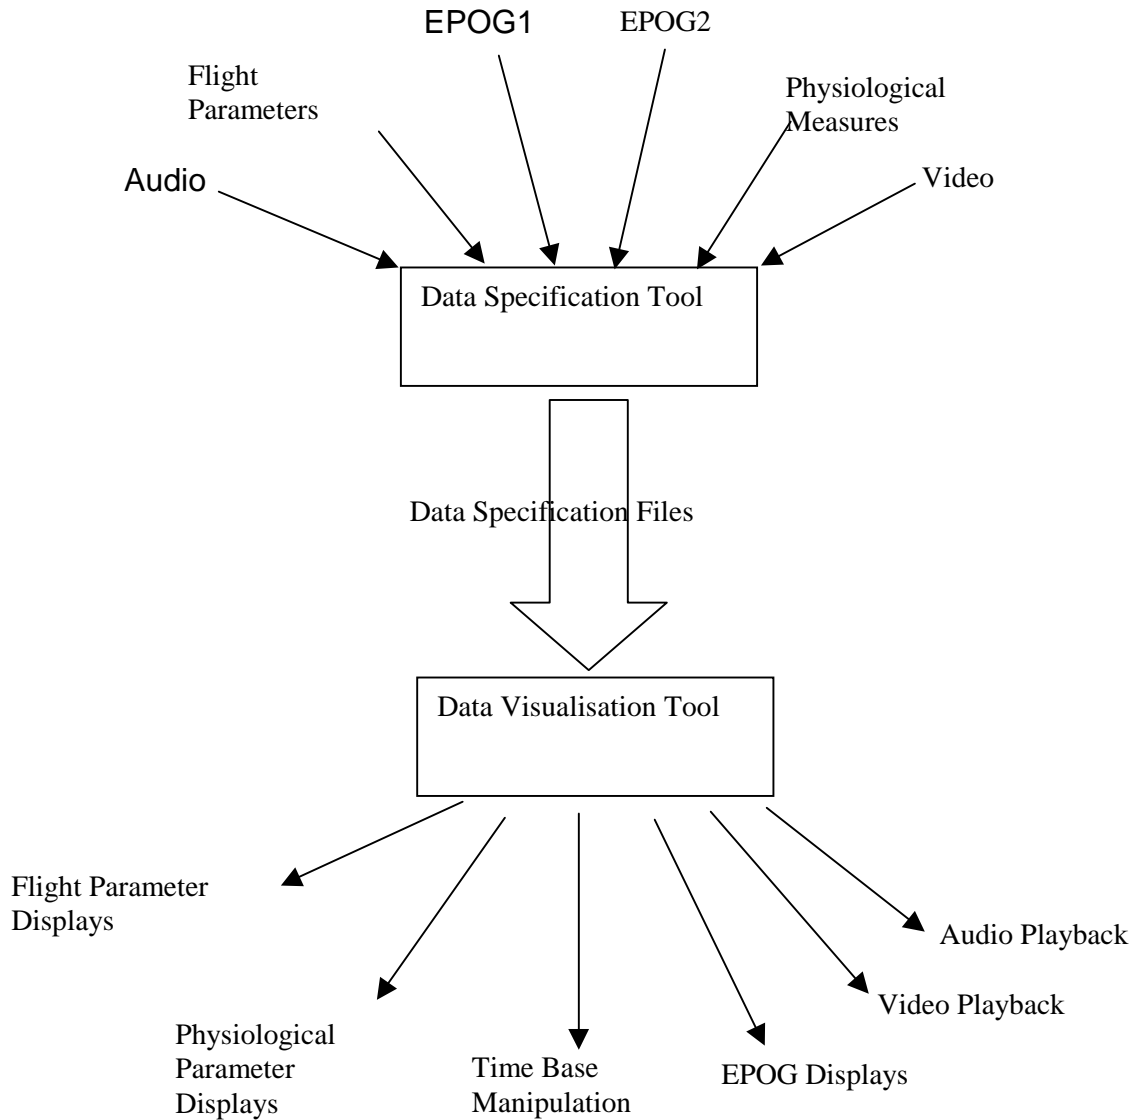 EPOG1
EPOG2
Flight
Parameters
Physiological
Measures
Audio
Video
Data Specification Tool
Data Specification Files
Data Visualisation Tool
Flight Parameter
Displays
Audio Playback
Video Playback
Physiological
Parameter
Displays
Time Base
Manipulation
EPOG Displays